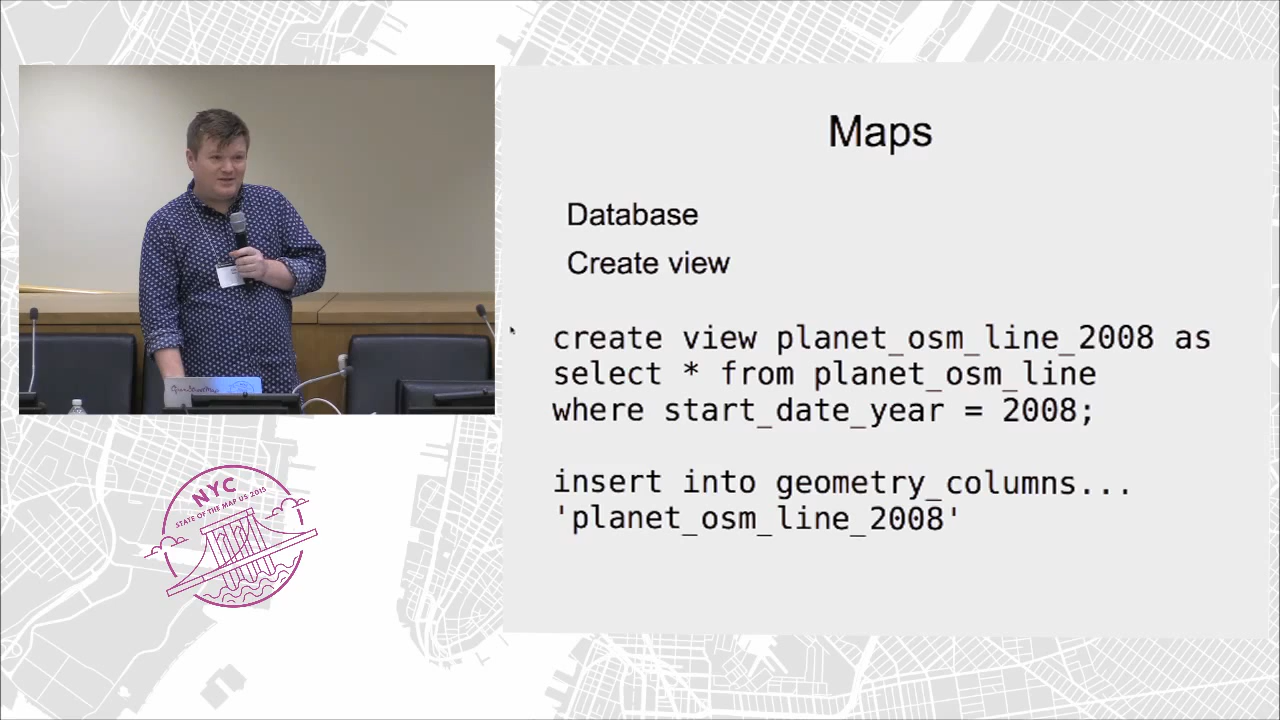 Maps
Database
Create view
create view planet_osm_line_2008 as
select * from planet_osm_line
where start_date_year = 2008;
insert into geometry_columns...
'planet_osm_line_2008'
OpenStreetMap
NYC
STATE OF THE MAP US 2015